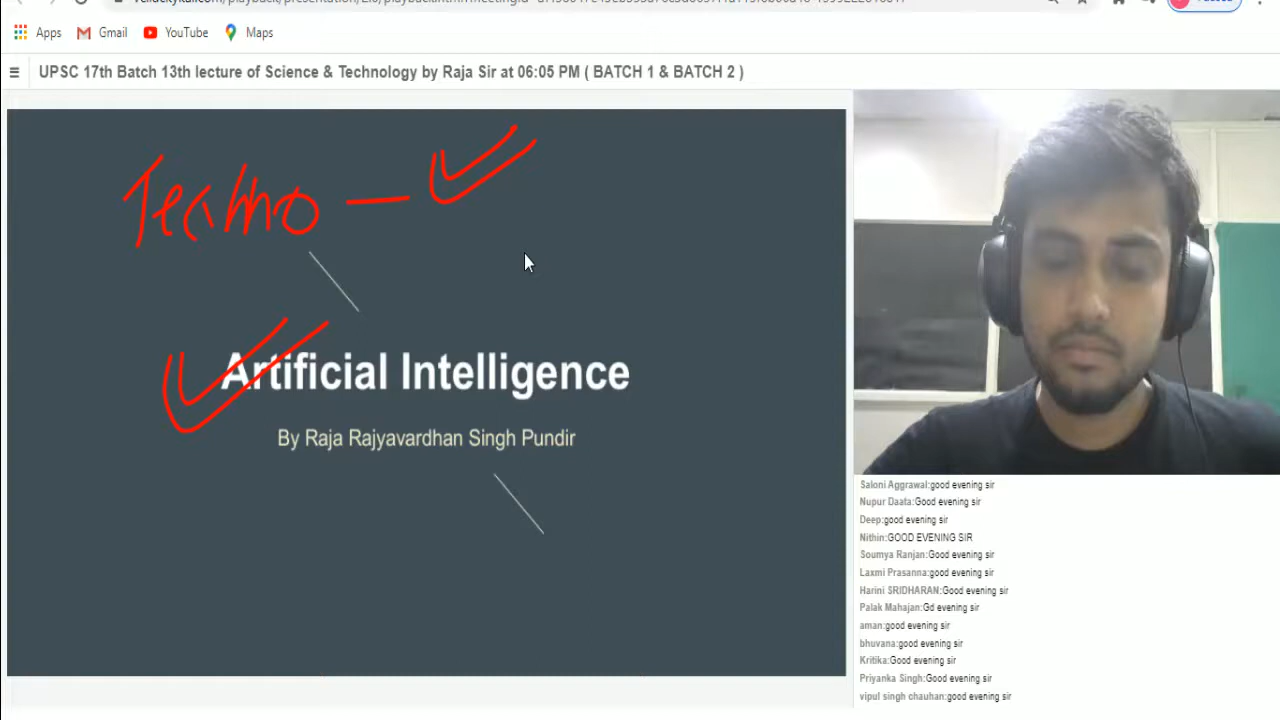 Apps Gmail YouTube Maps
UPSC 17th Batch 13th lecture of Science & Technology by Raja Sir at 06:05 PM ( BATCH 1 & BATCH 2 )
Techno –
Artificial Intelligence
By Raja Rajyavardhan Singh Pundir
Saloni Aggrawal:good evening sir
Nupur Daata:Good evening sir
Deep:good evening sir
Nithin:GOOD EVENING SIR
Soumya Ranjan:Good evening sir
Laxmi Prasanna:good evening sir
Harini SRIDHARAN:Good evening sir
Palak Mahajan:Gd evening sir
aman:good evening sir
bhuvana:good evening sir
Kritika:Good evening sir
Priyanka Singh:Good evening sir
vipul singh chauhan:good evening sir